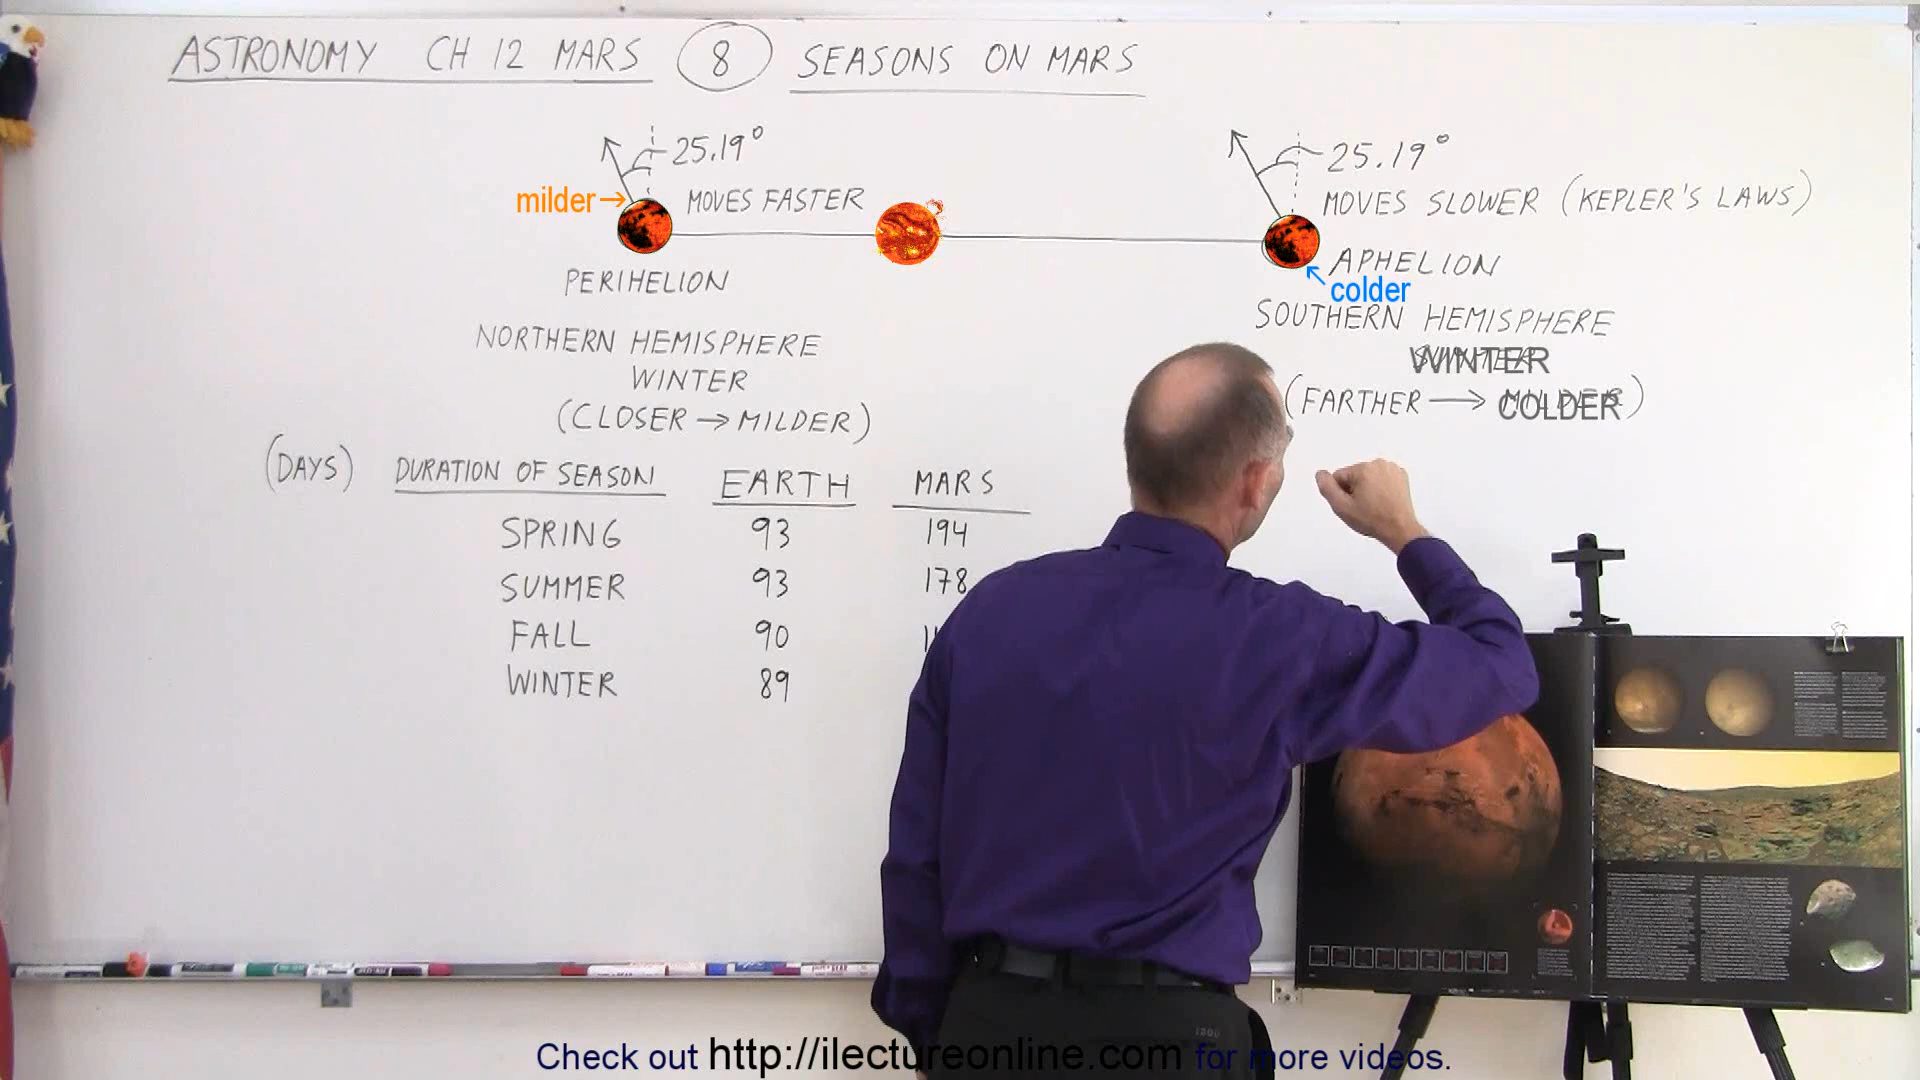 ASTRONOMY CH 12 MARS 8 SEASONS ON MARS
25.19°
25.19°
milder→
MOVES FASTER
MOVES SLOWER (KEPLER'S LAWS)
PERIHELION
APHELION
colder
NORTHERN HEMISPHERE
WINTER
(CLOSER → MILDER)
SOUTHERN HEMISPHERE
WINTER
(FARTHER → COLDER)
(DAYS) DURATION OF SEASON EARTH MARS
SPRING 93 194
SUMMER 93 178
FALL 90
WINTER 89
Check out http://ilectureonline.com for more videos.